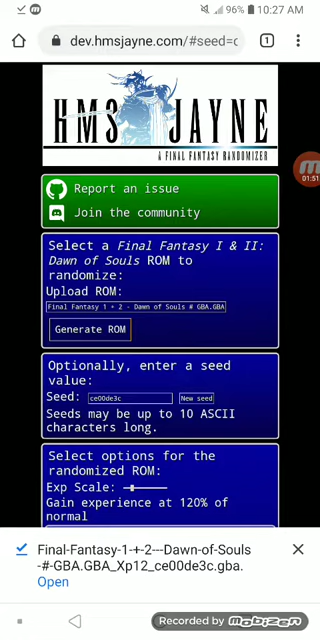 96% 10:27 AM
dev.hmsjayne.com/#seed=c
1
HMS JAYNE
A FINAL FANTASY RANDOMIZER
01:51
Report an issue
Join the community
Select a Final Fantasy I & II:
Dawn of Souls ROM to
randomize:
Upload ROM:
Final Fantasy 1 + 2 - Dawn of Souls # GBA.GBA
Generate ROM
Optionally, enter a seed
value:
Seed: ce00de3c New seed
Seeds may be up to 10 ASCII
characters long.
Select options for the
randomized ROM:
Exp Scale:
Gain experience at 120% of
normal
Final-Fantasy-1-+-2---Dawn-of-Souls
-#-GBA.GBA_Xp12_ce00de3c.gba.
Open
Recorded by Mobizen